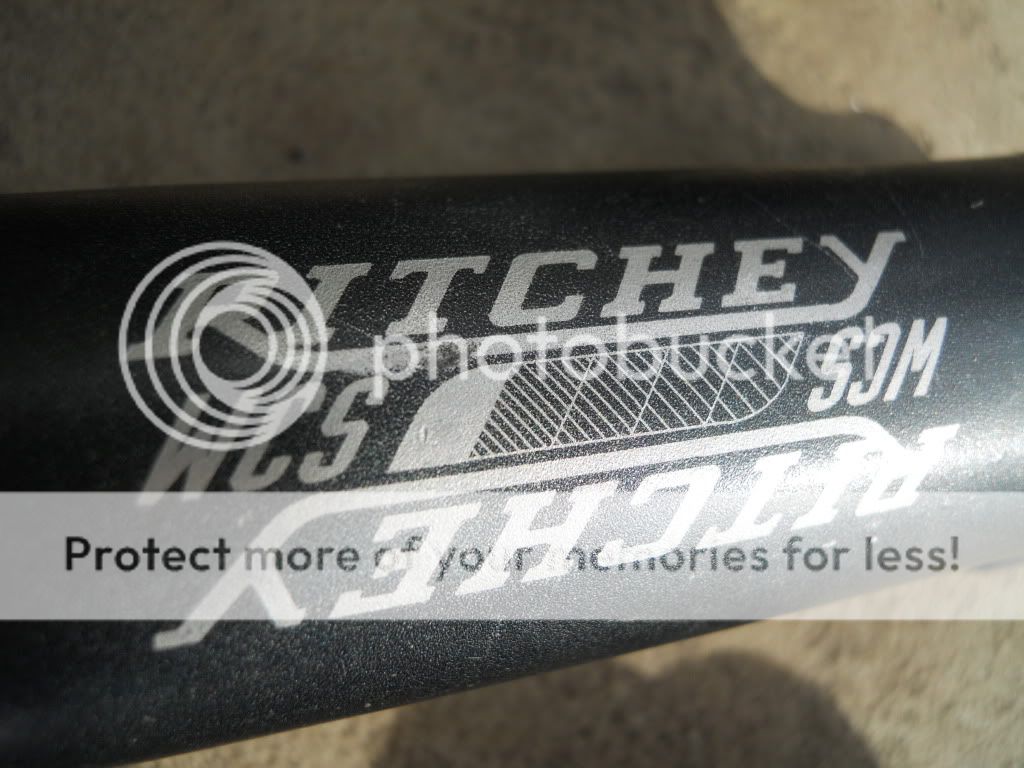 RITCHEY
photobucket
WCS
WCS
RITCHEY
Protect more of your memories for less!